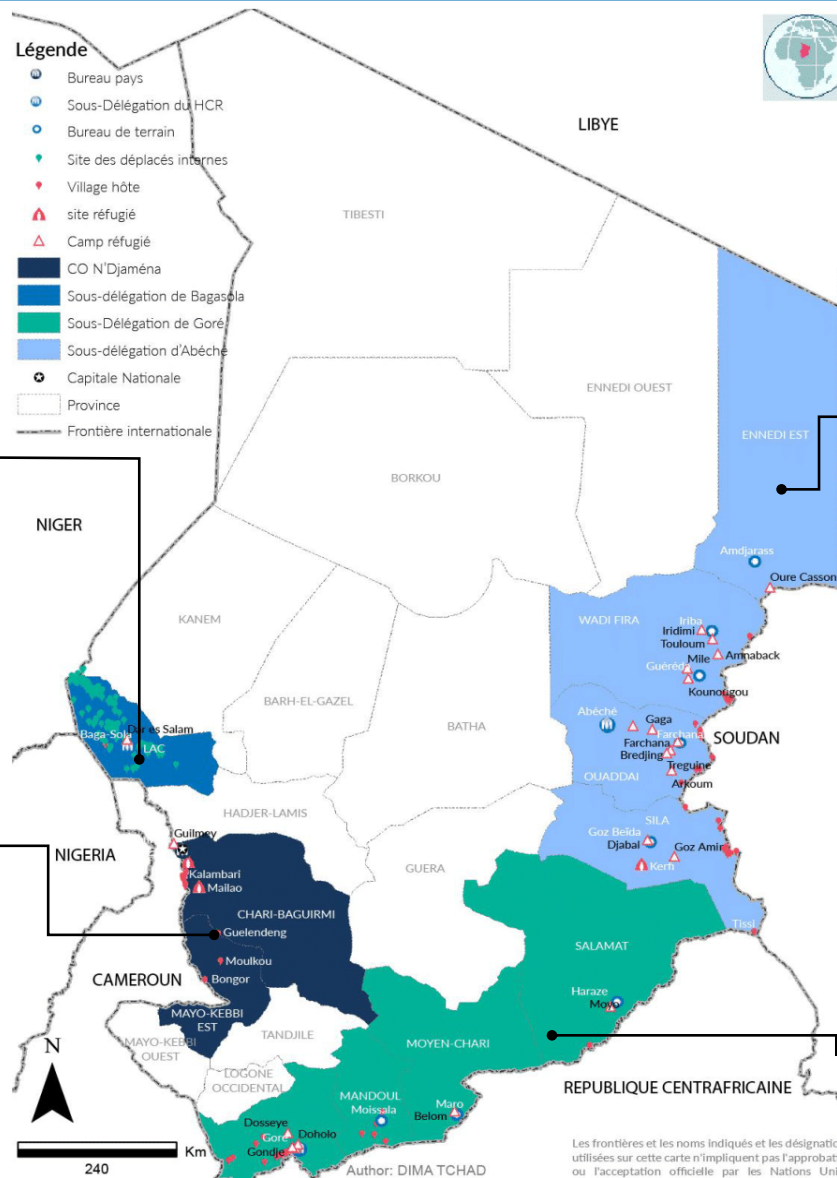 Légende
Bureau pays
Sous-Délégation du HCR
Bureau de terrain
Site des déplacés internes
Village hôte
site réfugié
Camp réfugié
CO N'Djaména
Sous-délégation de Bagasola
Sous-Délégation de Goré
Sous-délégation d'Abéché
Capitale Nationale
Province
Frontière internationale
LIBYE
TIBESTI
ENNEDI OUEST
ENNEDI EST
BORKOU
NIGER
Amdjarass
Oure Casson
KANEM
WADI FIRA
Iriba
Iridimi
Touloum
Amnaback
Mile
Guéréda
Kounougou
BARH-EL-GAZEL
BATHA
Abéché
Gaga
Farchana
Farchana
Bredjing
Treguine
Arkoum
OUADDAI
SOUDAN
Dar es Salam
Baga-Sola
LAC
HADJER-LAMIS
Guilmey
NIGERIA
SILA
Goz Beïda
Djabal
Goz Amir
Kerfi
Tissi
GUERA
Kalambari
Mailao
CHARI-BAGUIRMI
Guelendeng
Moulkou
Bongor
CAMEROUN
SALAMAT
Haraze
Moyo
MAYO-KEBBI
EST
MAYO-KEBBI
OUEST
TANDJILE
MOYEN-CHARI
LOGONE
OCCIDENTAL
MANDOUL
Moissala
Maro
Belom
REPUBLIQUE CENTRAFRICAINE
Dosseye
Goré
Doholo
Gondje
N
Km
240
Author: DIMA TCHAD
Les frontières et les noms indiqués et les désignatio
utilisées sur cette carte n'impliquent pas l'approbat
ou l'acceptation officielle par les Nations Uni